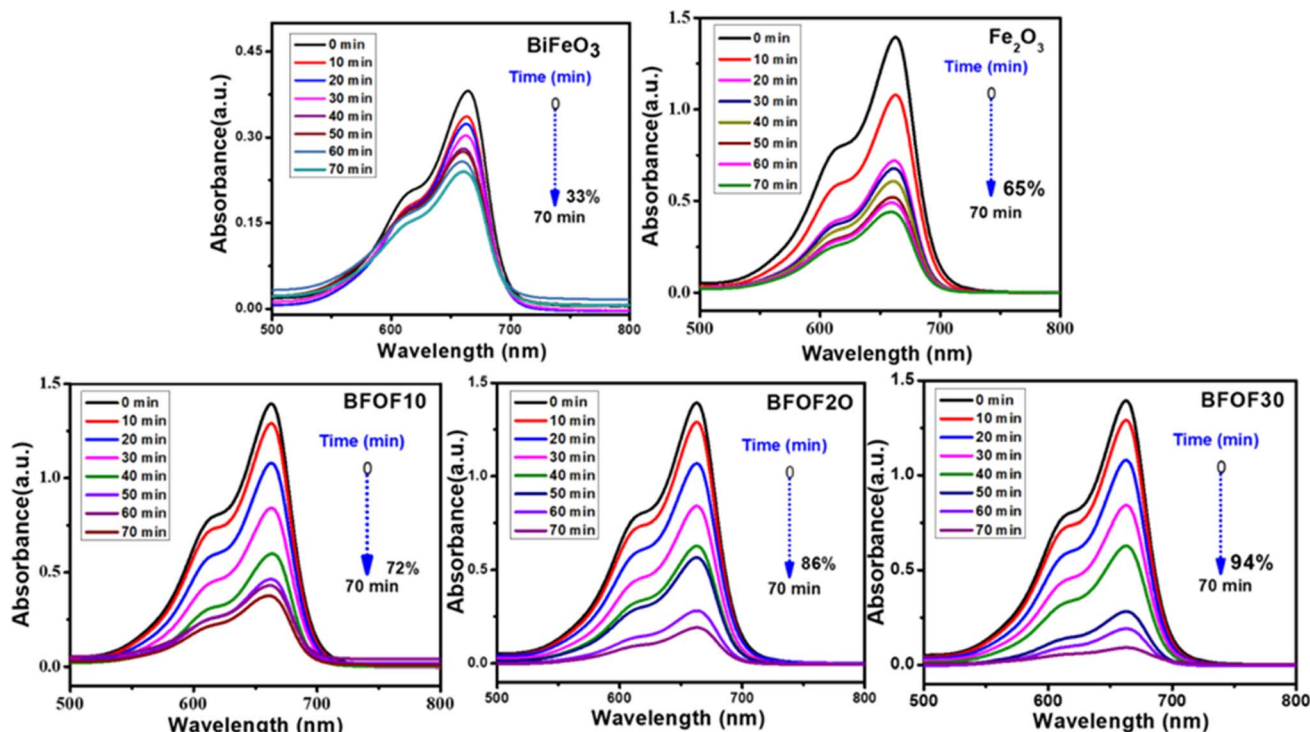 BiFeO3
0 min
10 min
20 min
30 min
40 min
50 min
60 min
70 min
Time (min)
0
33%
70 min
Absorbance(a.u.)
0.45
0.30
0.15
0.00
500
600
700
800
Wavelength (nm)
Fe2O3
0 min
10 min
20 min
30 min
40 min
50 min
60 min
70 min
Time (min)
0
65%
70 min
Absorbance(a.u.)
1.5
1.0
0.5
0.0
500
600
700
800
Wavelength (nm)
BFOF10
0 min
10 min
20 min
30 min
40 min
50 min
60 min
70 min
Time (min)
0
72%
70 min
Absorbance(a.u.)
1.5
1.0
0.5
0.0
500
600
700
800
Wavelength (nm)
BFOF2O
0 min
10 min
20 min
30 min
40 min
50 min
60 min
70 min
Time (min)
0
86%
70 min
Absorbance(a.u.)
1.5
1.0
0.5
0.0
500
600
700
800
Wavelength (nm)
BFOF30
0 min
10 min
20 min
30 min
40 min
50 min
60 min
70 min
Time (min)
0
94%
70 min
Absorbance(a.u.)
1.5
1.0
0.5
0.0
500
600
700
800
Wavelength (nm)